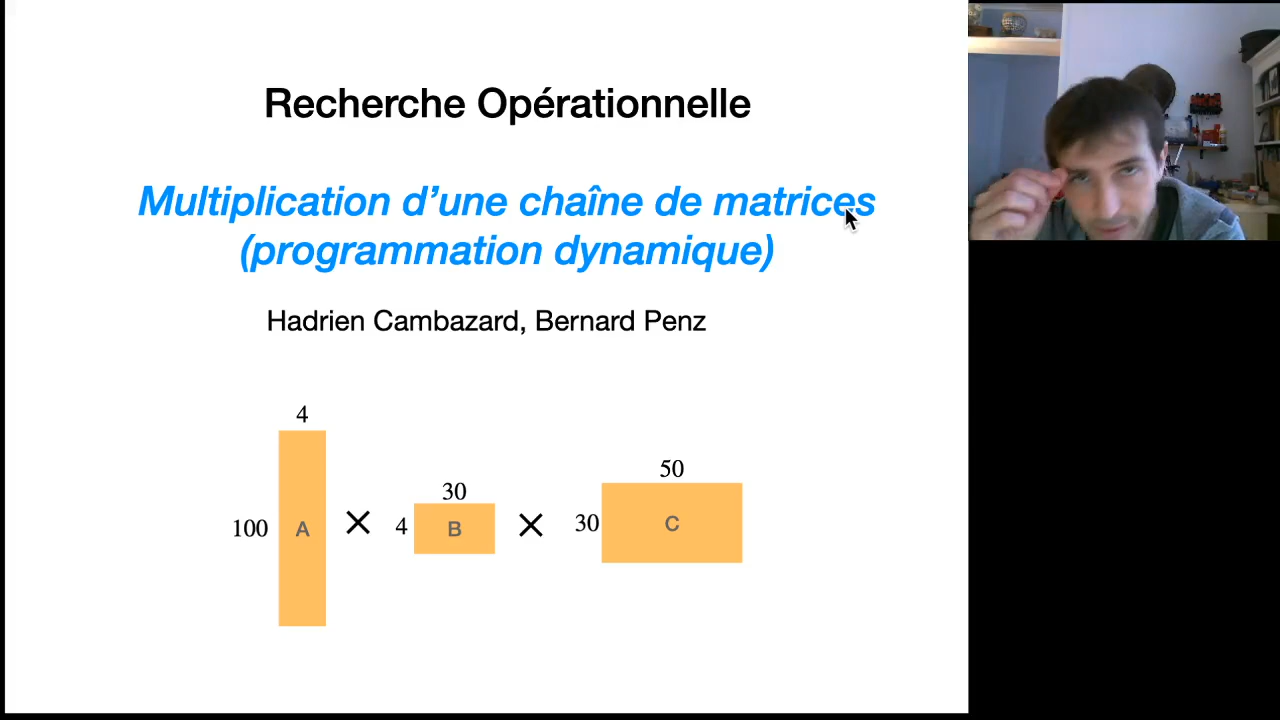 Recherche Opérationnelle
Multiplication d’une chaîne de matrices
(programmation dynamique)
Hadrien Cambazard, Bernard Penz
4
100
A
×
30
4
B
×
50
30
C